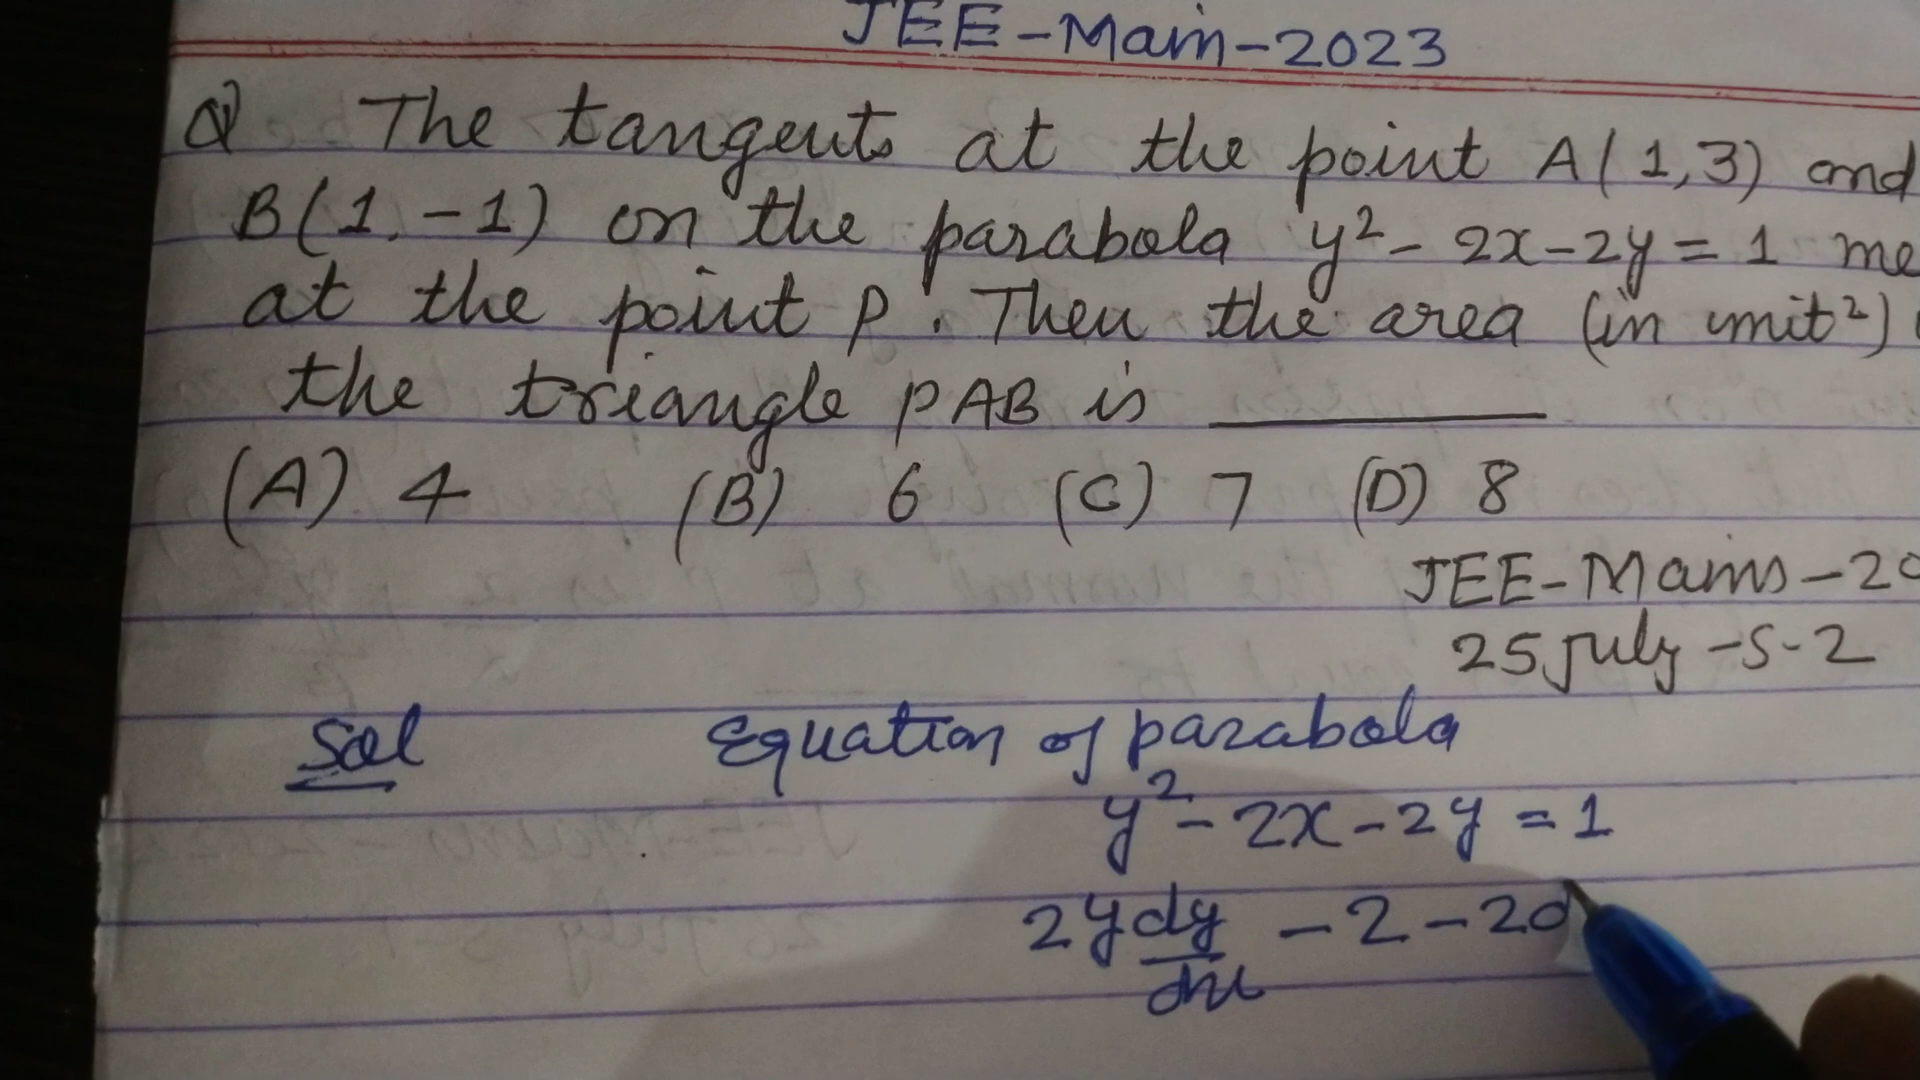 JEE-Main-2023
Q The tangents at the point A(1,3) and
B(1,-1) on the parabola y²- 2x-2y=1 me
at the point P. Then the area (in unit²)
the triangle PAB is ________
(A) 4 (B) 6 (C) 7 (D) 8
JEE-Mains-20
25 july -S-2
Sol Equation of parabola
y²- 2x-2y=1
2y dy/dx - 2 - 2d